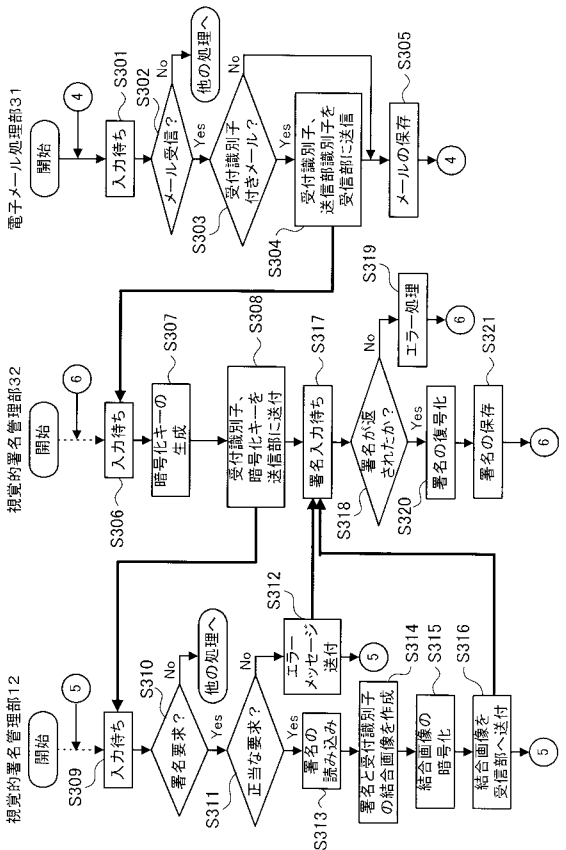 電子メール処理部31
開始
4
入力待ち
S301
メール受信?
S302
No
他の処理へ
Yes
受付識別子
付きメール?
S303
No
Yes
受付識別子、
送信部識別子を
受信部に送信
S304
メールの保存
S305
4
視覚的署名管理部32
開始
6
入力待ち
S306
暗号化キーの
生成
S307
受付識別子、
暗号化キーを
送信部に送付
S308
署名入力待ち
S317
署名が返
されたか?
S318
No
エラー処理
S319
6
Yes
署名の復号化
S320
署名の保存
S321
6
視覚的署名管理部12
開始
5
入力待ち
S309
署名要求?
S310
No
他の処理へ
Yes
正当な要求?
S311
No
エラー
メッセージ
送付
S312
5
Yes
署名の
読み込み
S313
署名と受付識別子
の結合画像を作成
S314
結合画像の
暗号化
S315
結合画像を
受信部へ送付
S316
5